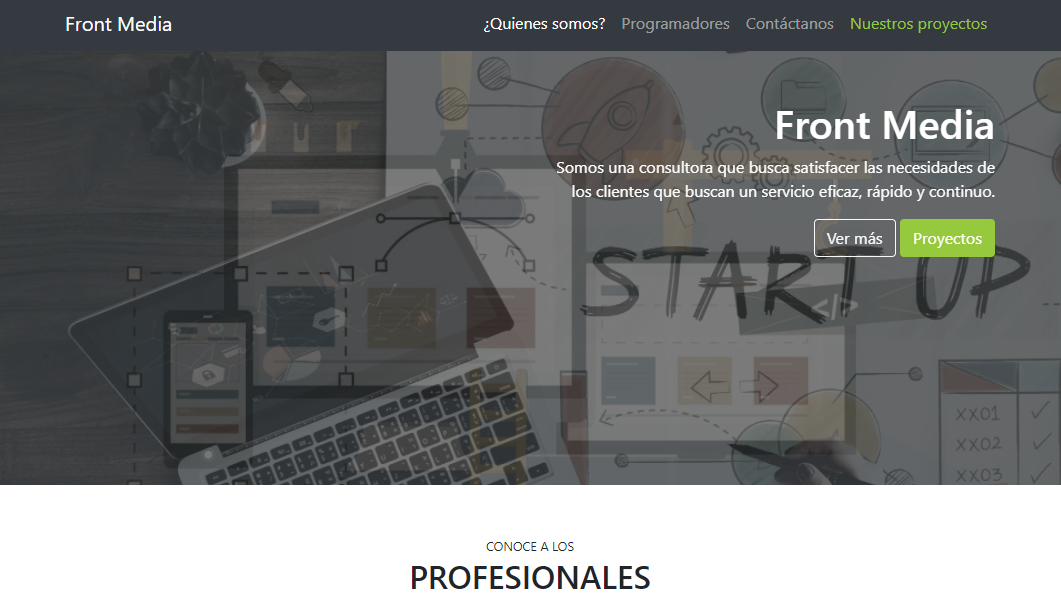 Front Media
¿Quienes somos? Programadores Contáctanos Nuestros proyectos
Front Media
Somos una consultora que busca satisfacer las necesidades de
los clientes que buscan un servicio eficaz, rápido y continuo.
Ver más Proyectos
START UP
</>
XX01
XX02
XX03
CONOCE A LOS
PROFESIONALES